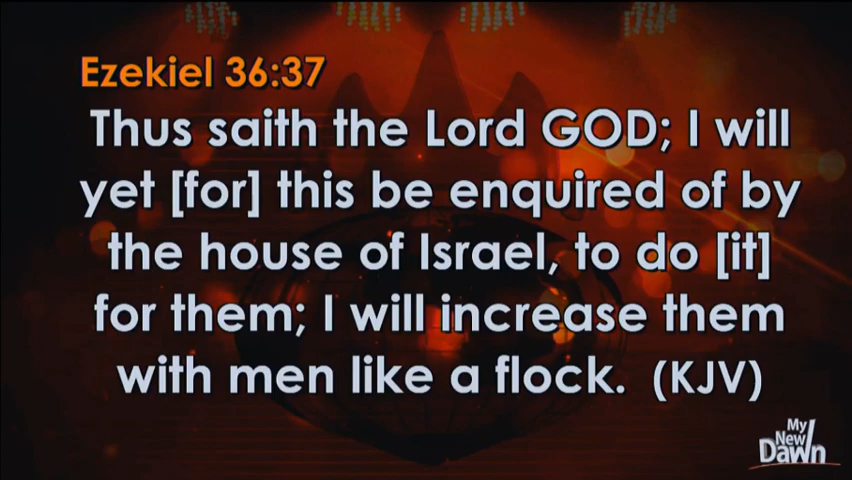 Ezekiel 36:37
Thus saith the Lord GOD; I will
yet [for] this be enquired of by
the house of Israel, to do [it]
for them; I will increase them
with men like a flock. (KJV)
My
New
Dawn